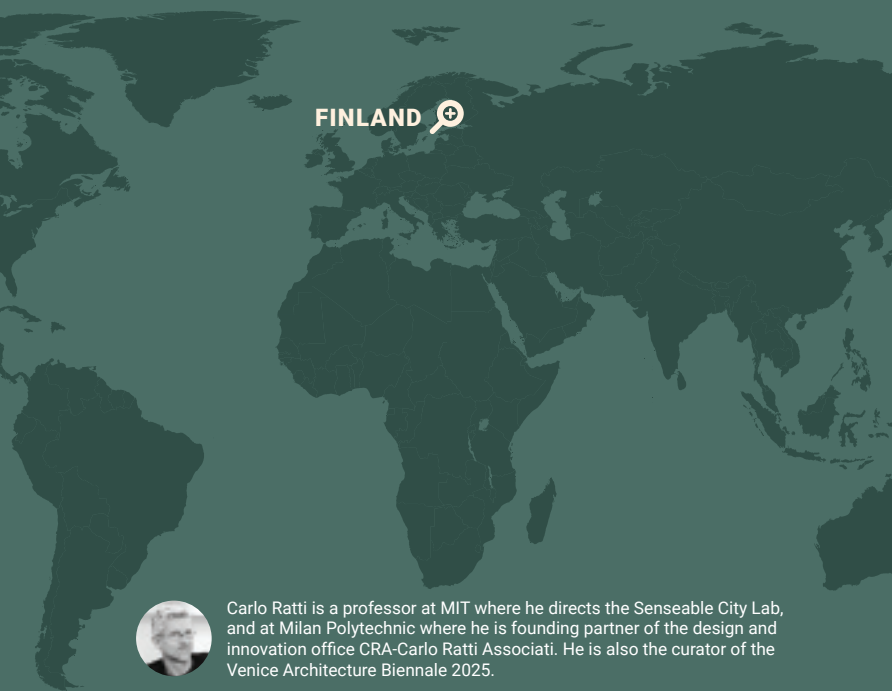 FINLAND
Carlo Ratti is a professor at MIT where he directs the Senseable City Lab,
and at Milan Polytechnic where he is founding partner of the design and
innovation office CRA-Carlo Ratti Associati. He is also the curator of the
Venice Architecture Biennale 2025.